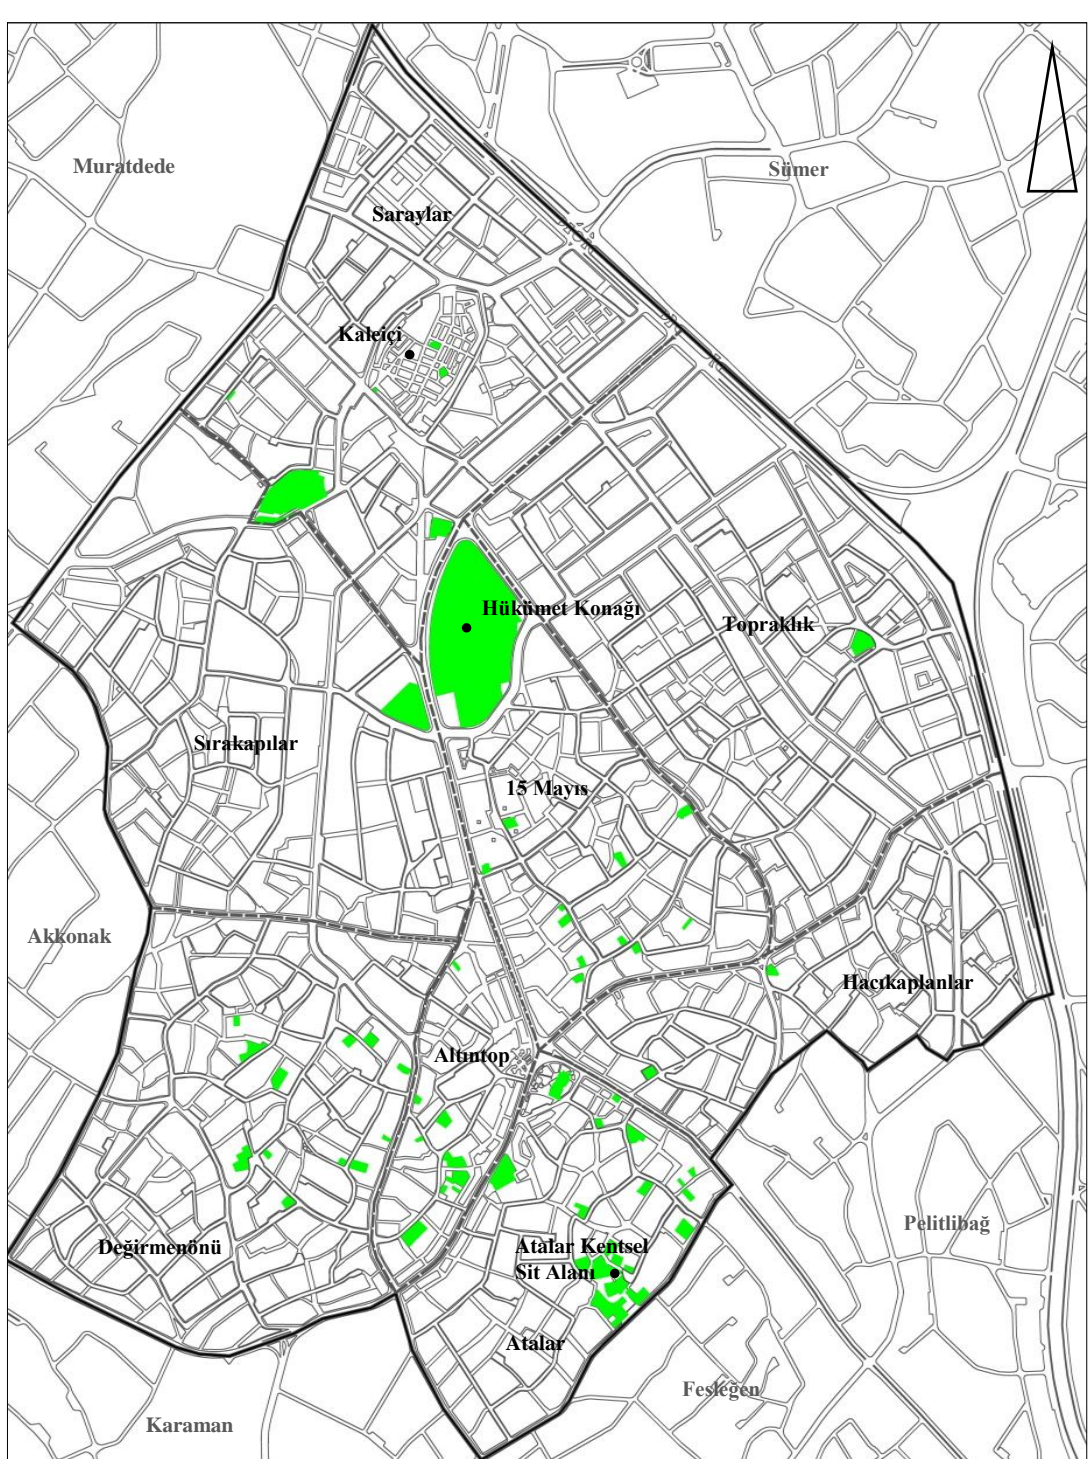 Muratdede
Sümer
Saraylar
Kaleiçi
Hükümet Konağı
Topraklık
Sırakapılar
15 Mayıs
Akkonak
Hacıkaplanlar
Altıntop
Pelitlibağ
Değirmenönü
Atalar Kentsel
Sit Alanı
Atalar
Fesleğen
Karaman